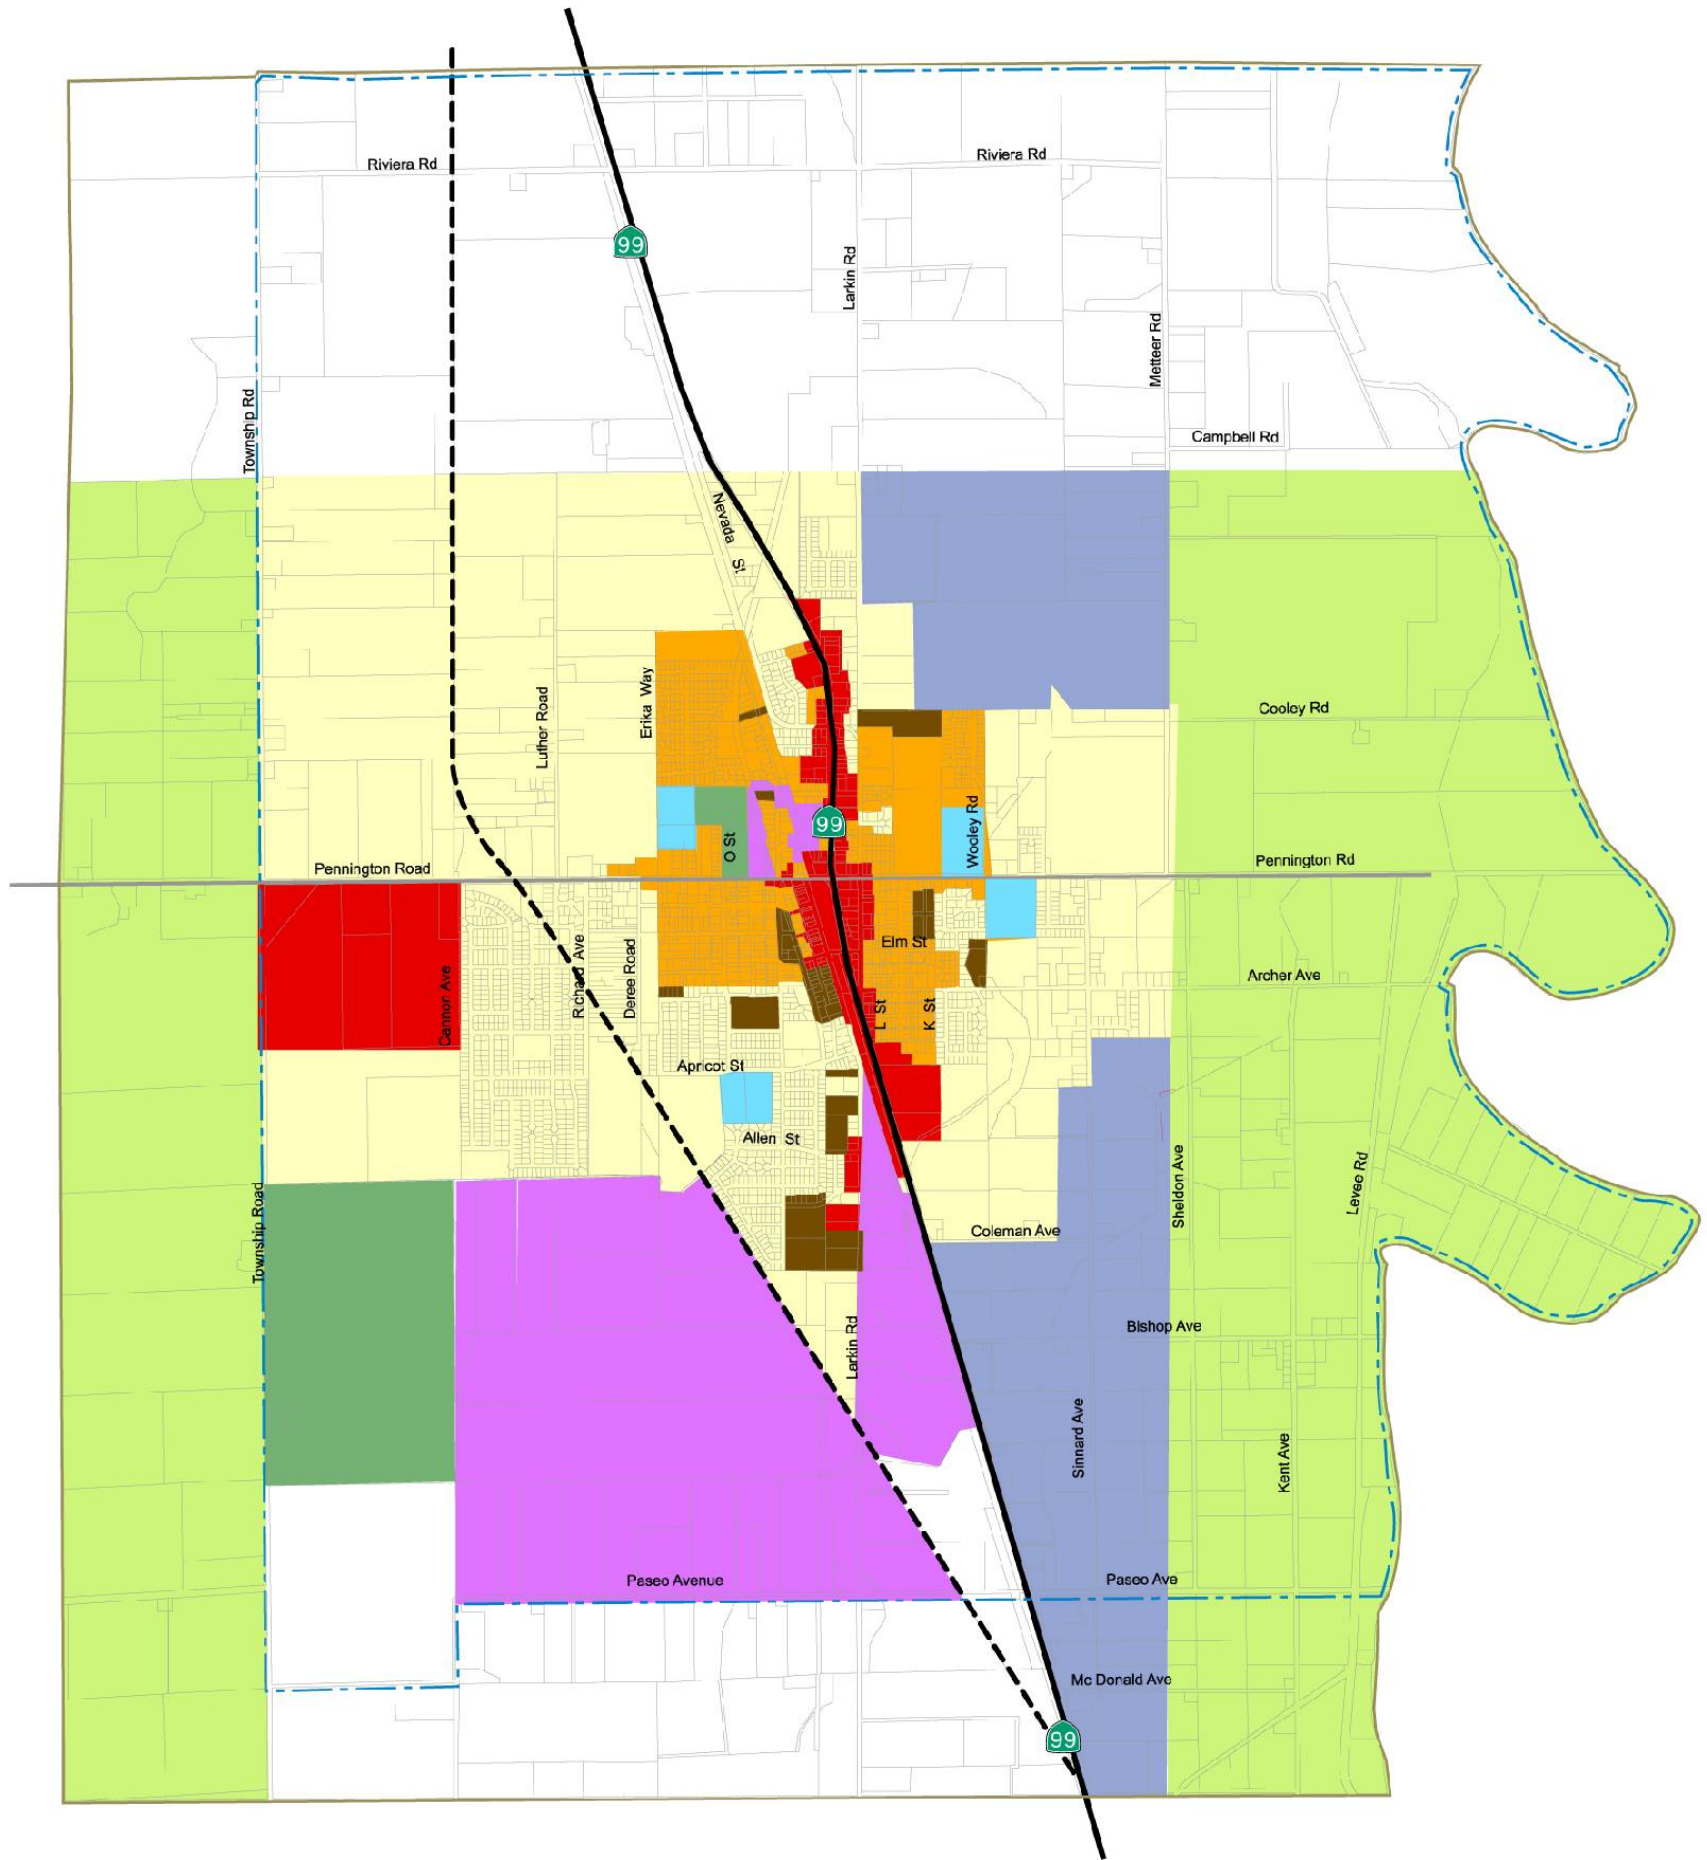 Riviera Rd
Riviera Rd
99
Larkin Rd
Metteer Rd
Township Rd
Campbell Rd
Nevada St
Erika Way
Luther Road
Cooley Rd
99
Wooley Rd
O St
Pennington Road
Pennington Rd
Elm St
Richard Ave
Deree Road
Cannon Ave
Archer Ave
L St
K St
Apricot St
Allen St
Sheldon Ave
Levee Rd
Township Road
Coleman Ave
Larkin Rd
Bishop Ave
Sinnard Ave
Kent Ave
Paseo Avenue
Paseo Ave
Mc Donald Ave
99